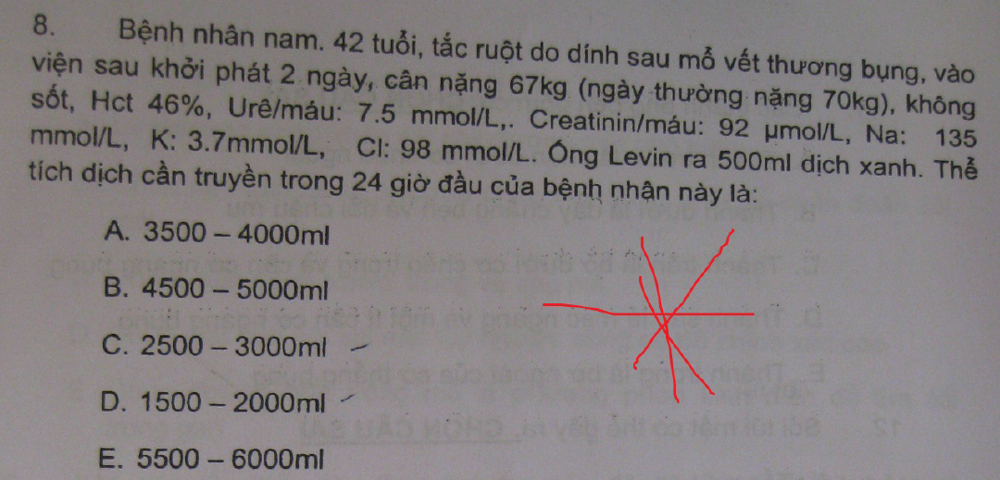 8. Bệnh nhân nam. 42 tuổi, tắc ruột do dính sau mổ vết thương bụng, vào
viện sau khởi phát 2 ngày, cân nặng 67kg (ngày thường nặng 70kg), không
sốt, Hct 46%, Urê/máu: 7.5 mmol/L,. Creatinin/máu: 92 µmol/L, Na: 135
mmol/L, K: 3.7mmol/L, Cl: 98 mmol/L. Ống Levin ra 500ml dịch xanh. Thể
tích dịch cần truyền trong 24 giờ đầu của bệnh nhận này là:
A. 3500 – 4000ml
B. 4500 – 5000ml
C. 2500 – 3000ml
D. 1500 – 2000ml
E. 5500 – 6000ml